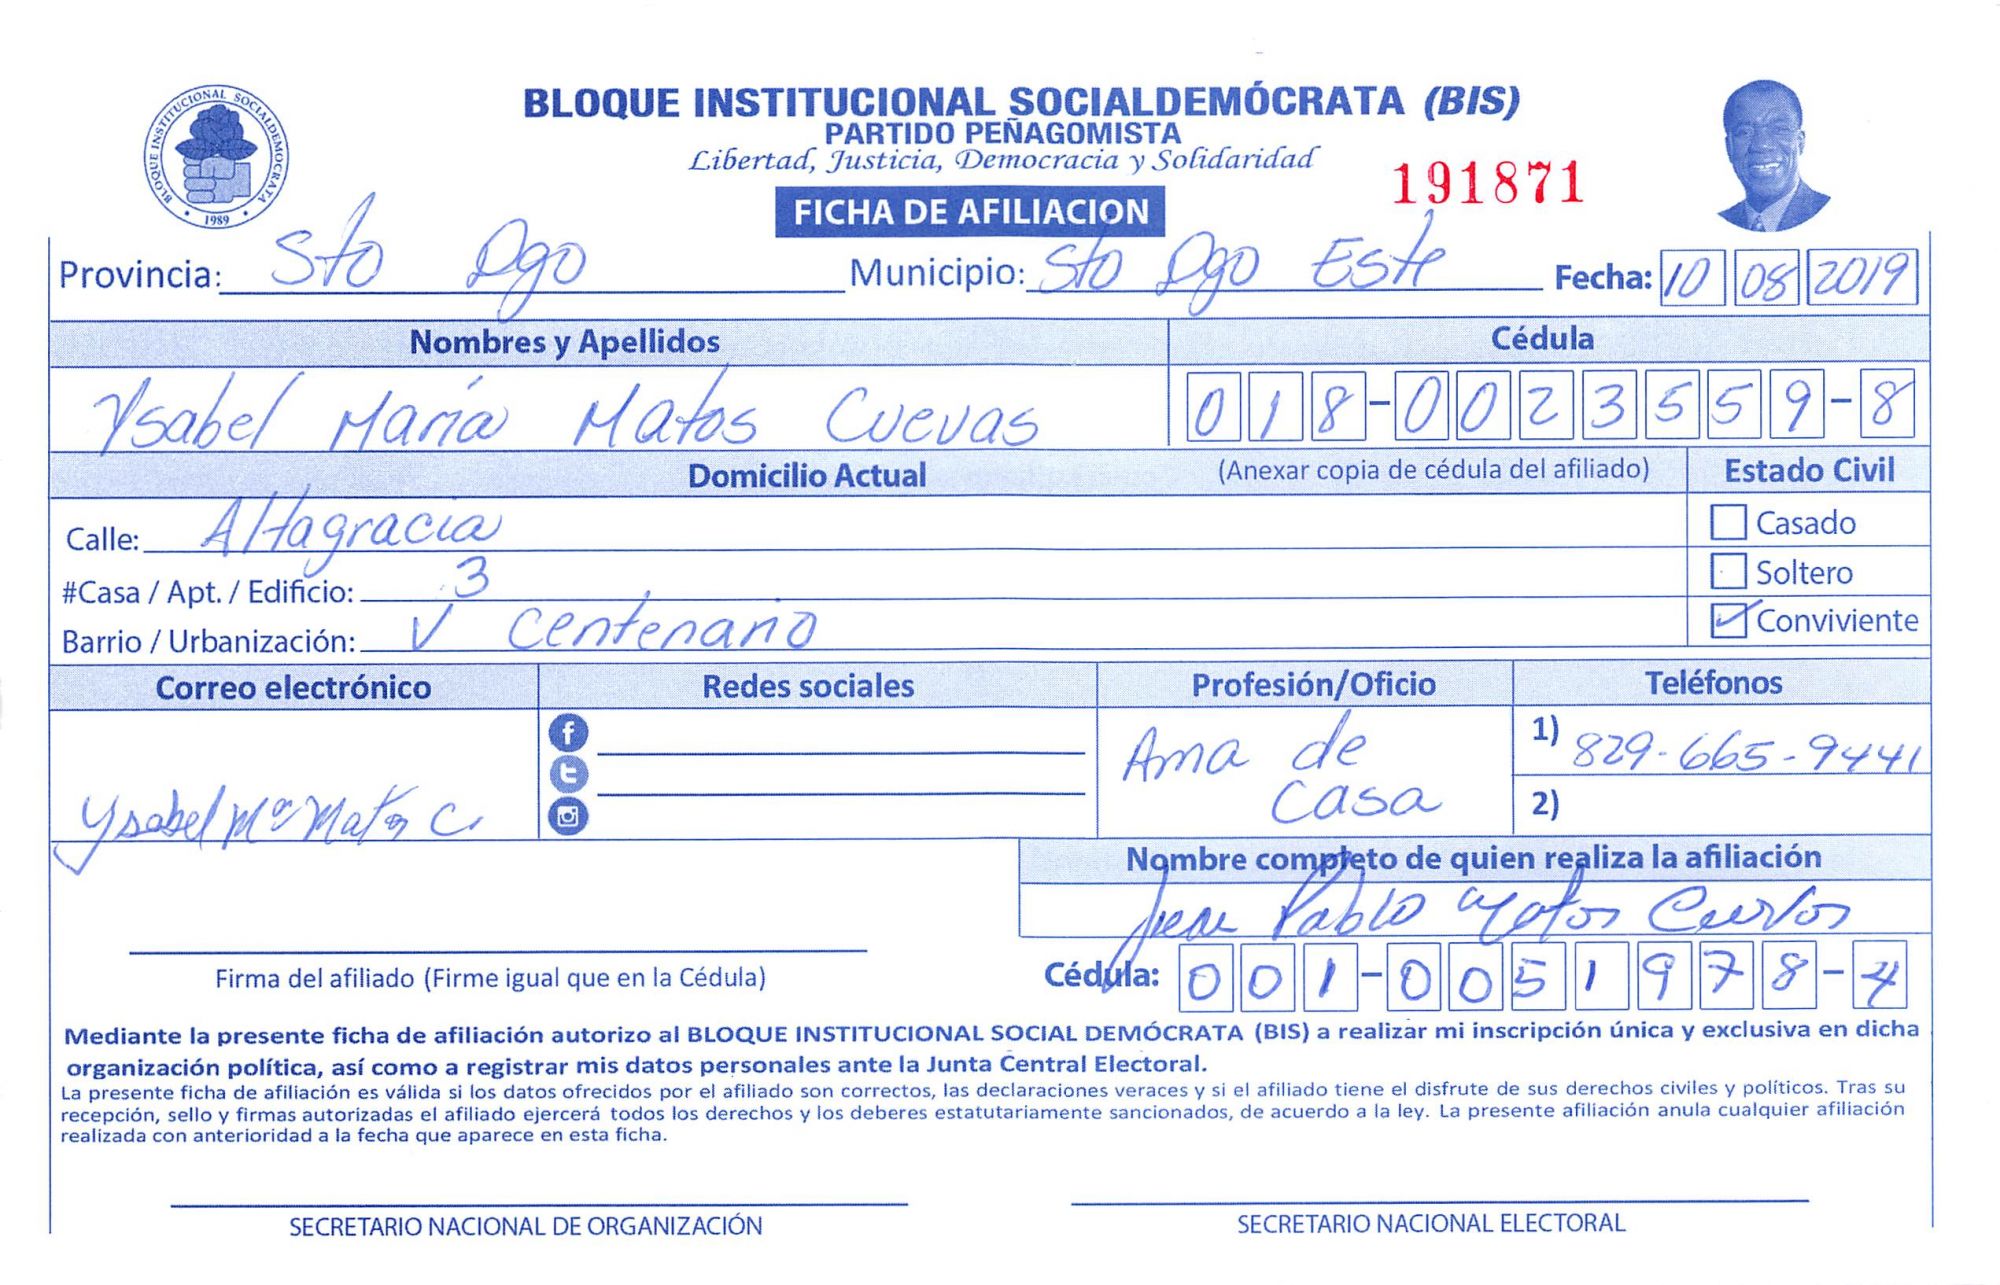 BLOQUE INSTITUCIONAL SOCIALDEMOCRATA
1989
BLOQUE INSTITUCIONAL SOCIALDEMÓCRATA (BIS)
PARTIDO PEÑAGOMISTA
Libertad, Justicia, Democracia y Solidaridad
191871
FICHA DE AFILIACION
Provincia: Sto Dgo Municipio: Sto Dgo Este Fecha: 10 08 2019
Nombres y Apellidos Cédula
Ysabel María Matos Cuevas 018-0023559-8
Domicilio Actual (Anexar copia de cédula del afiliado) Estado Civil
Calle: Altagracia Casado
#Casa / Apt. / Edificio: 3 Soltero
Barrio / Urbanización: V Centenario Conviviente
Correo electrónico Redes sociales Profesión/Oficio Teléfonos
Ama de 1) 829-665-9441
Ysabel Mª Matos C. Casa 2)
Nombre completo de quien realiza la afiliación
Pablo Matos
Firma del afiliado (Firme igual que en la Cédula) Cédula: 001-0051978-4
Mediante la presente ficha de afiliación autorizo al BLOQUE INSTITUCIONAL SOCIAL DEMÓCRATA (BIS) a realizar mi inscripción única y exclusiva en dicha
organización política, así como a registrar mis datos personales ante la Junta Central Electoral.
La presente ficha de afiliación es válida si los datos ofrecidos por el afiliado son correctos, las declaraciones veraces y si el afiliado tiene el disfrute de sus derechos civiles y políticos. Tras su
recepción, sello y firmas autorizadas el afiliado ejercerá todos los derechos y los deberes estatutariamente sancionados, de acuerdo a la ley. La presente afiliación anula cualquier afiliación
realizada con anterioridad a la fecha que aparece en esta ficha.
SECRETARIO NACIONAL DE ORGANIZACIÓN SECRETARIO NACIONAL ELECTORAL